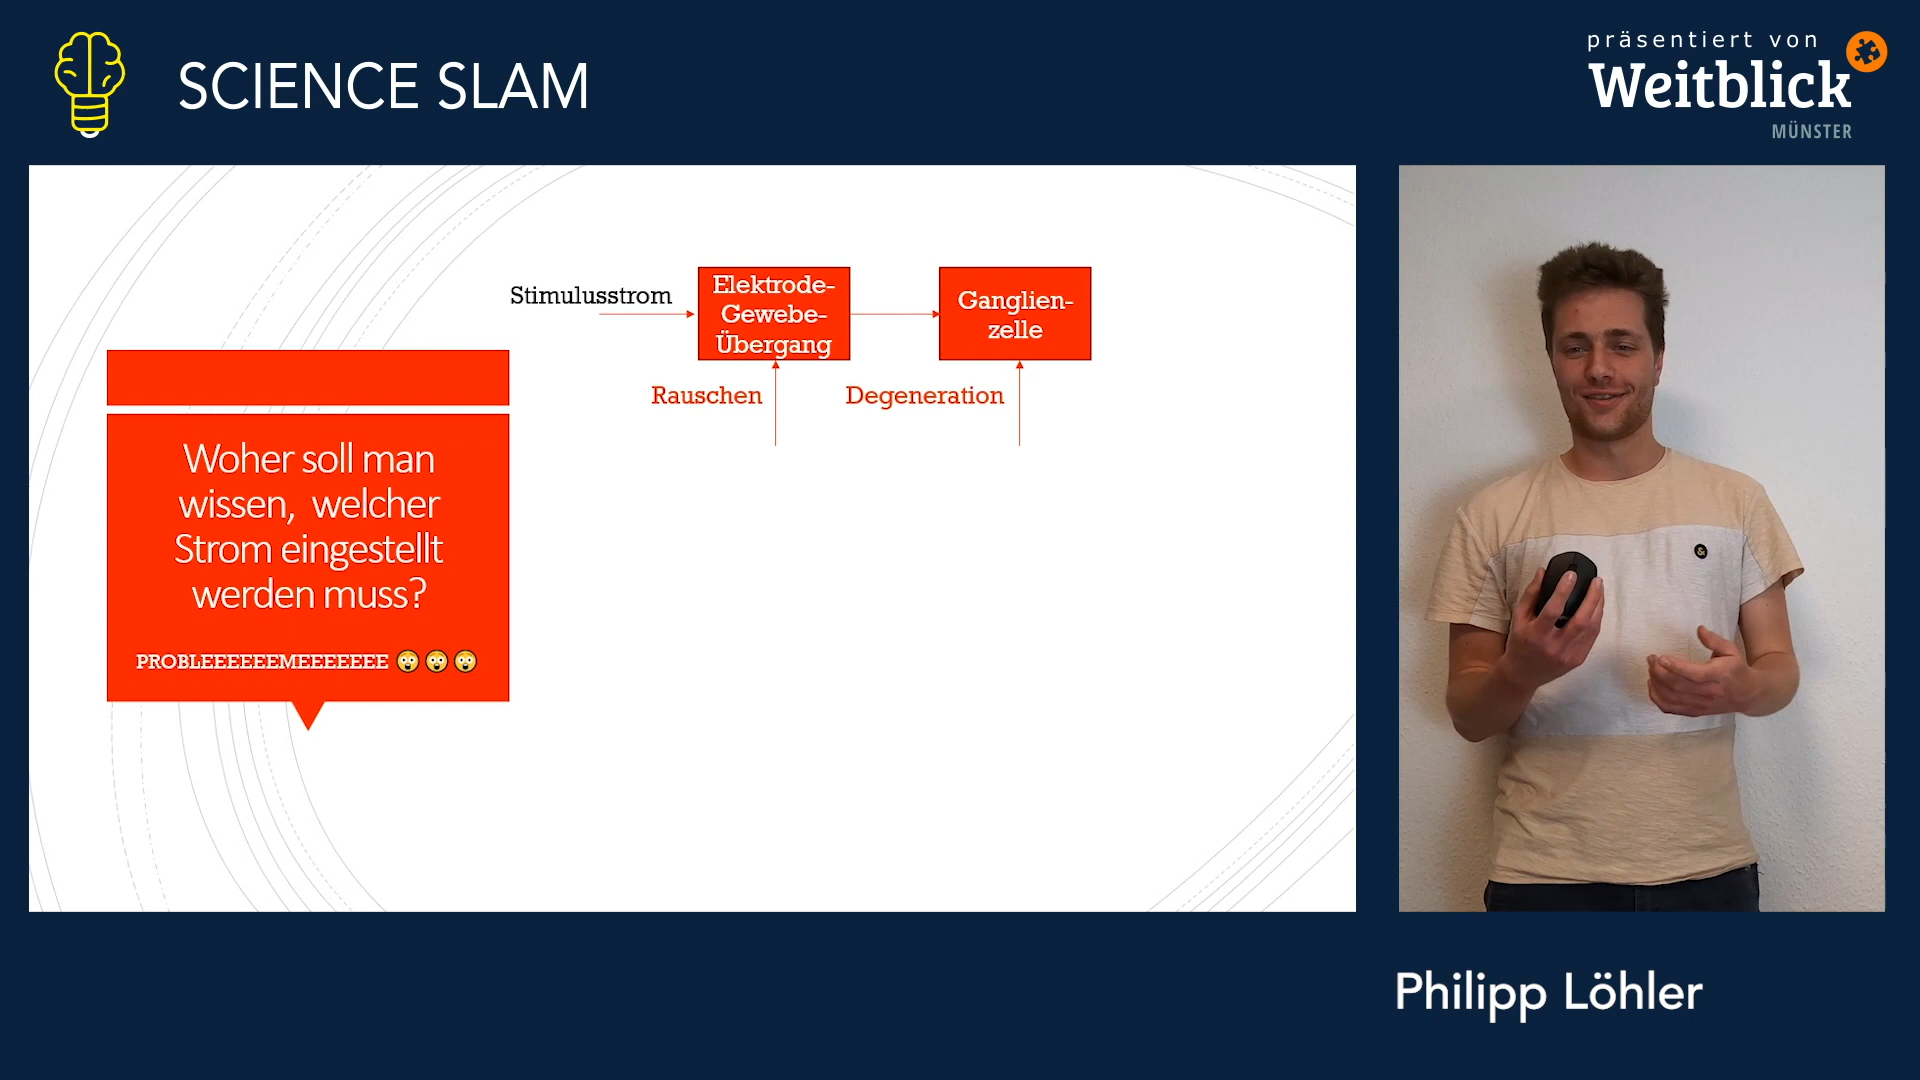 SCIENCE SLAM
präsentiert von
Weitblick
MÜNSTER
Stimulusstrom
Elektrode-
Gewebe-
Übergang
Ganglien-
zelle
Rauschen
Degeneration
Woher soll man
wissen, welcher
Strom eingestellt
werden muss?
PROBLEEEEEEMEEEEEEE 😲😲😲
&
Philipp Löhler